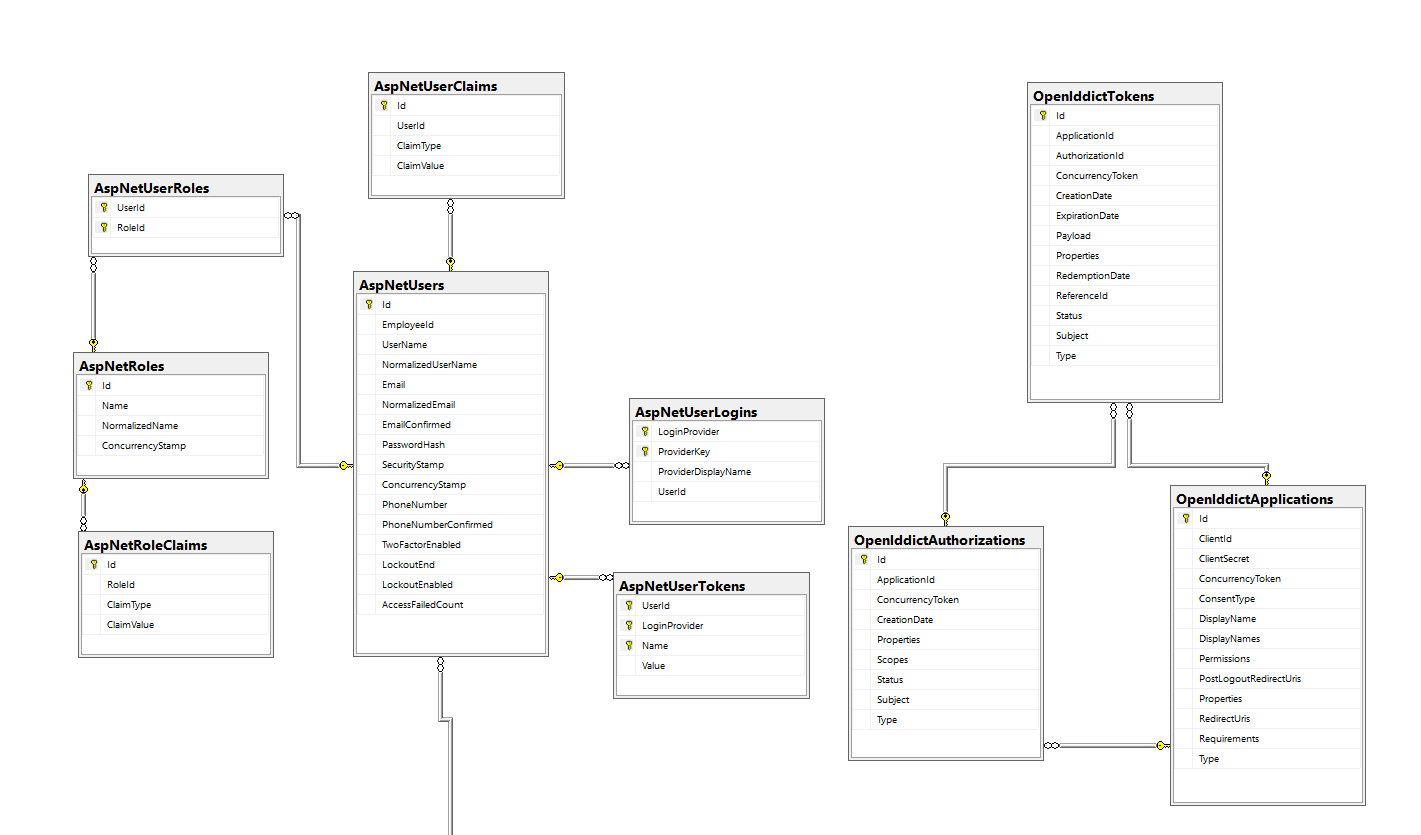 AspNetUserClaims
Id
UserId
ClaimType
ClaimValue
AspNetUserRoles
UserId
RoleId
AspNetUsers
Id
EmployeeId
UserName
NormalizedUserName
Email
NormalizedEmail
EmailConfirmed
PasswordHash
SecurityStamp
ConcurrencyStamp
PhoneNumber
PhoneNumberConfirmed
TwoFactorEnabled
LockoutEnd
LockoutEnabled
AccessFailedCount
AspNetRoles
Id
Name
NormalizedName
ConcurrencyStamp
AspNetRoleClaims
Id
RoleId
ClaimType
ClaimValue
AspNetUserLogins
LoginProvider
ProviderKey
ProviderDisplayName
UserId
AspNetUserTokens
UserId
LoginProvider
Name
Value
OpenIddictTokens
Id
ApplicationId
AuthorizationId
ConcurrencyToken
CreationDate
ExpirationDate
Payload
Properties
RedemptionDate
ReferenceId
Status
Subject
Type
OpenIddictAuthorizations
Id
ApplicationId
ConcurrencyToken
CreationDate
Properties
Scopes
Status
Subject
Type
OpenIddictApplications
Id
ClientId
ClientSecret
ConcurrencyToken
ConsentType
DisplayName
DisplayNames
Permissions
PostLogoutRedirectUris
Properties
RedirectUris
Requirements
Type